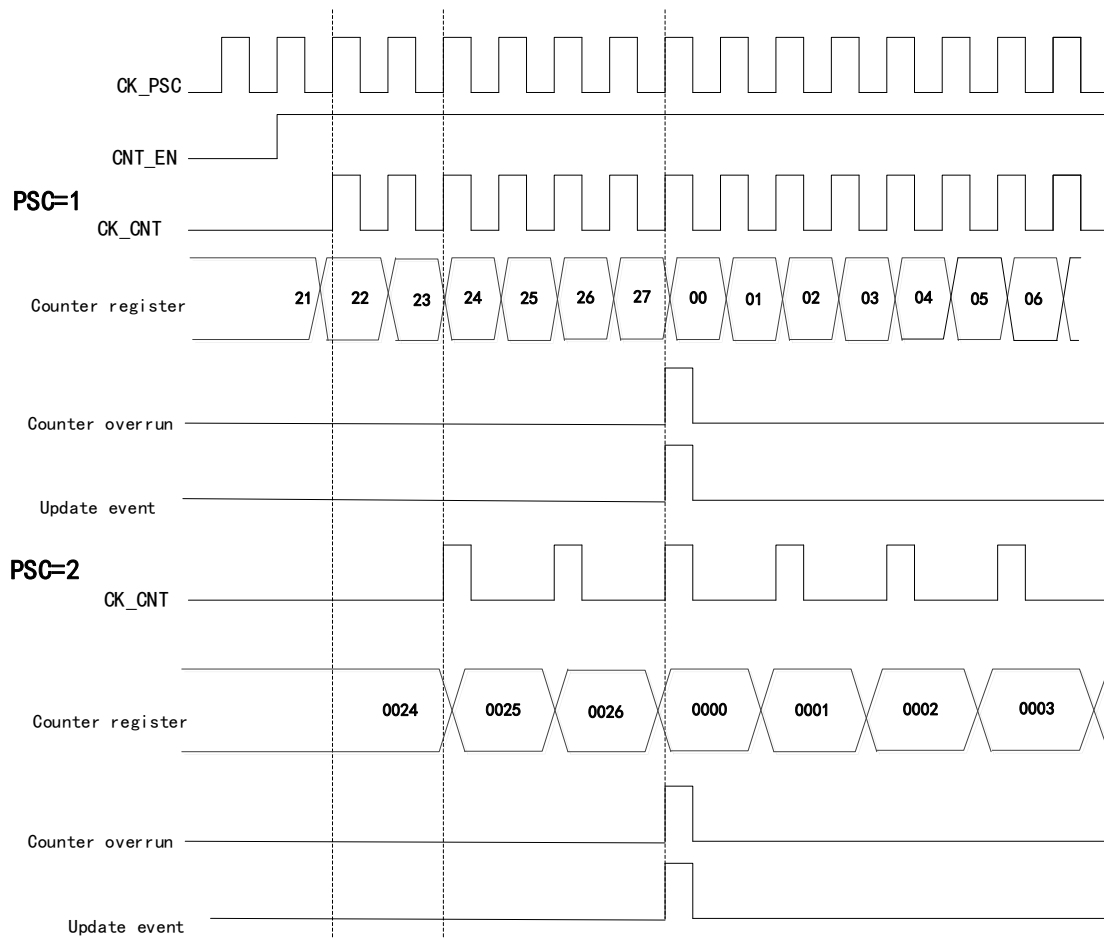 CK_PSC
CNT_EN
PSC=1
CK_CNT
Counter register 21 22 23 24 25 26 27 00 01 02 03 04 05 06
Counter overrun
Update event
PSC=2
CK_CNT
Counter register 0024 0025 0026 0000 0001 0002 0003
Counter overrun
Update event